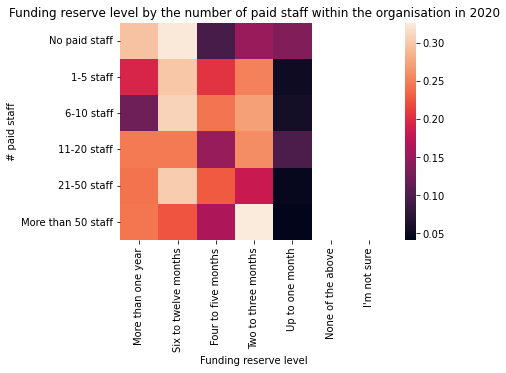 Funding reserve level by the number of paid staff within the organisation in 2020
# paid staff
No paid staff
1-5 staff
6-10 staff
11-20 staff
21-50 staff
More than 50 staff
More than one year
Six to twelve months
Four to five months
Two to three months
Up to one month
None of the above
I'm not sure
Funding reserve level
0.30
0.25
0.20
0.15
0.10
0.05